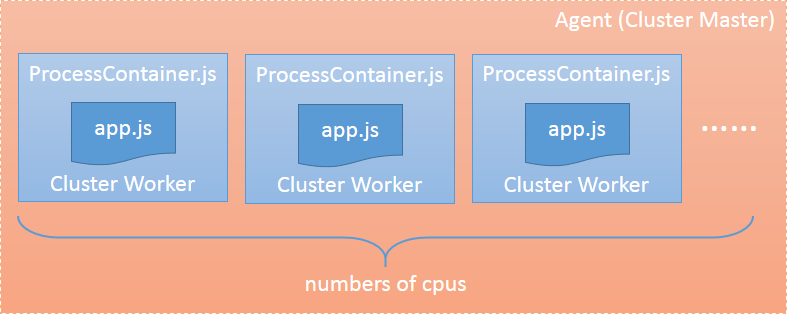 Agent (Cluster Master)
ProcessContainer.js
app.js
Cluster Worker
ProcessContainer.js
app.js
Cluster Worker
ProcessContainer.js
app.js
Cluster Worker
······
numbers of cpus